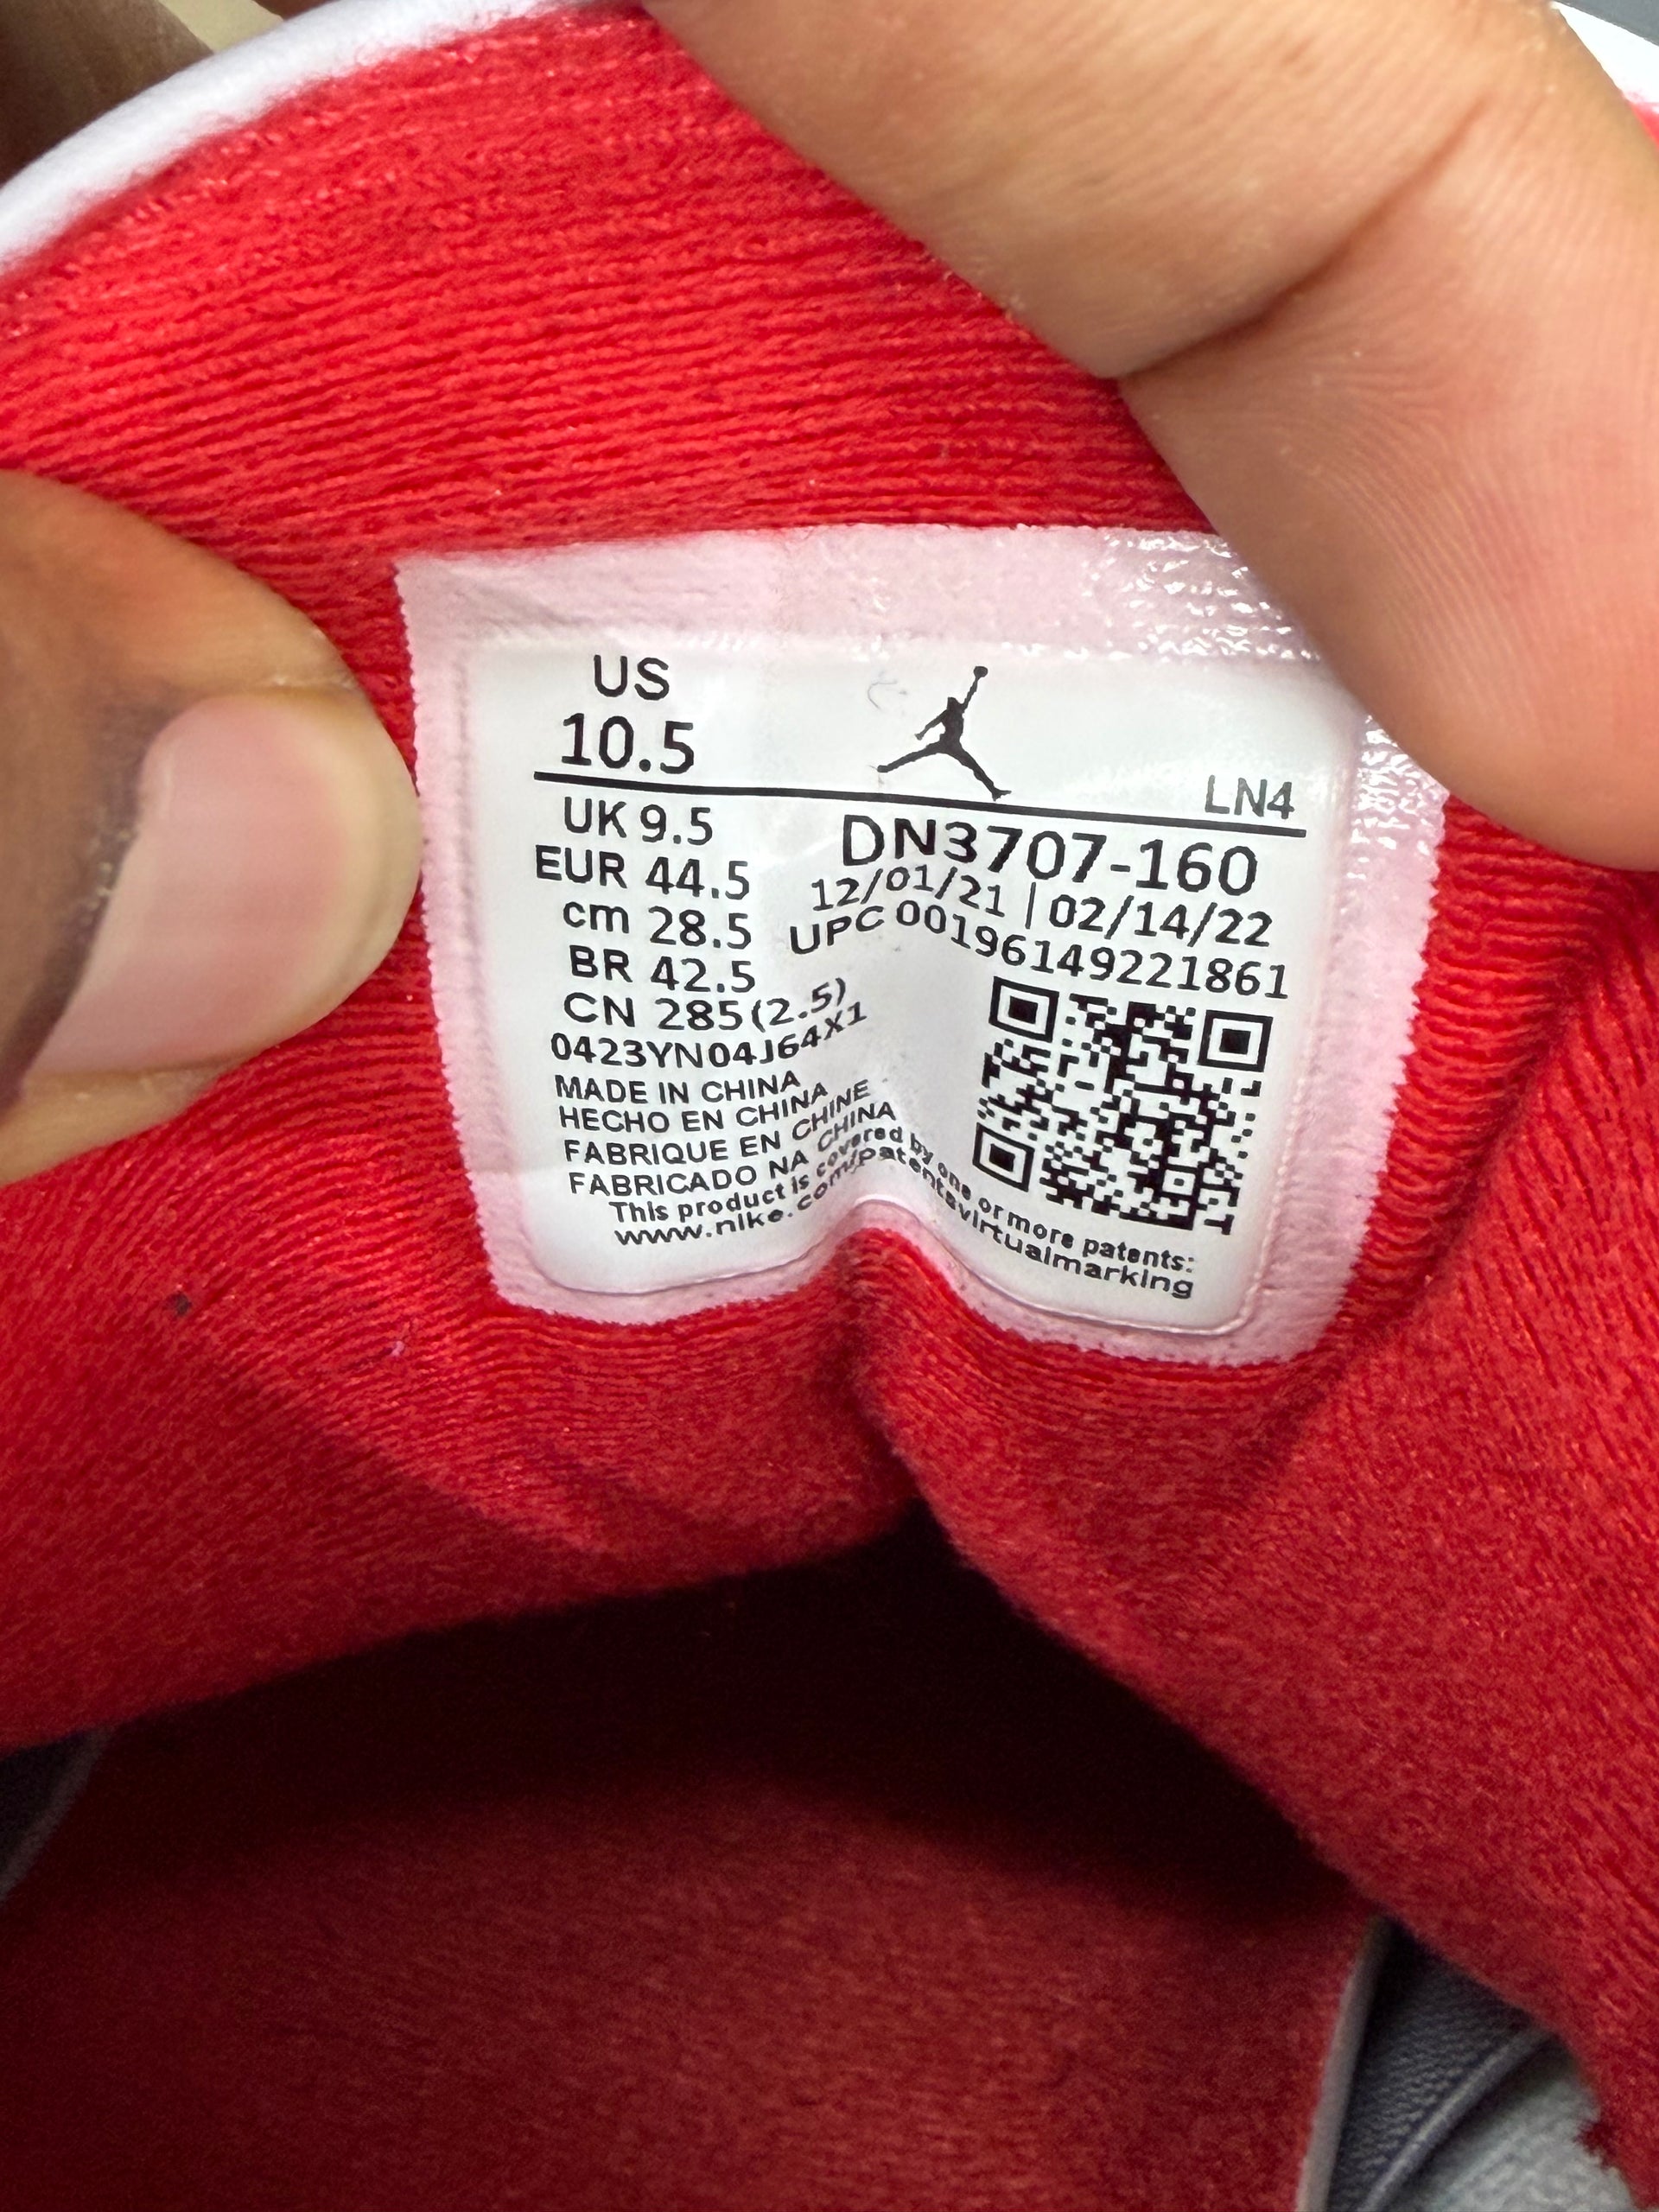 US
10.5
LN4
UK 9.5
EUR 44.5
cm 28.5
BR 42.5
CN 285(2.5)
0423YN04J64X1
DN3707-160
12/01/21 | 02/14/22
UPC 00196149221861
MADE IN CHINA
HECHO EN CHINA
FABRIQUE EN CHINE
FABRICADO NA CHINA
This product is covered by one or more patents:
www.nike.com/patentsvirtualmarking